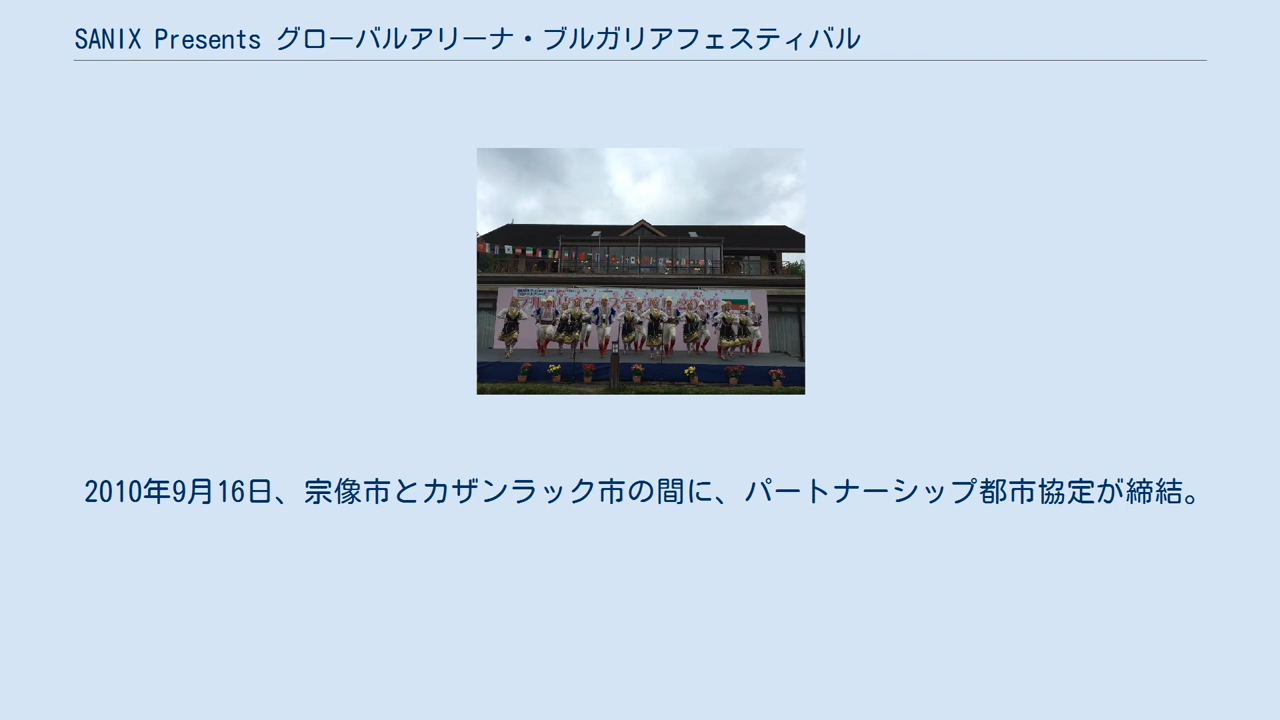 SANIX Presents グローバルアリーナ・ブルガリアフェスティバル
2010年9月16日、宗像市とカザンラック市の間に、パートナーシップ都市協定が締結。